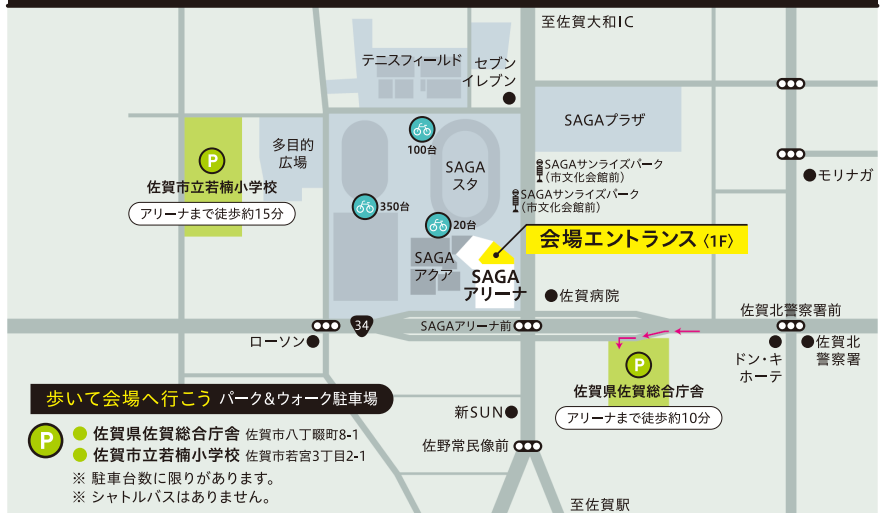 至佐賀大和IC
テニスフィールド
セブン
イレブン
SAGAプラザ
100台
多目的
広場
P
佐賀市立若楠小学校
アリーナまで徒歩約15分
SAGA
スタ
SAGAサンライズパーク
(市文化会館前)
SAGAサンライズパーク
(市文化会館前)
モリナガ
350台
20台
会場エントランス〈1F〉
SAGA
アクア
SAGA
アリーナ
佐賀病院
佐賀北警察署前
34
SAGAアリーナ前
ローソン
ドン・キ
ホーテ
佐賀北
警察署
P
佐賀県佐賀総合庁舎
アリーナまで徒歩約10分
歩いて会場へ行こう パーク&ウォーク駐車場
P
佐賀県佐賀総合庁舎 佐賀市八丁畷町8-1
佐賀市立若楠小学校 佐賀市若宮3丁目2-1
※ 駐車台数に限りがあります。
※ シャトルバスはありません。
新SUN
佐野常民像前
至佐賀駅